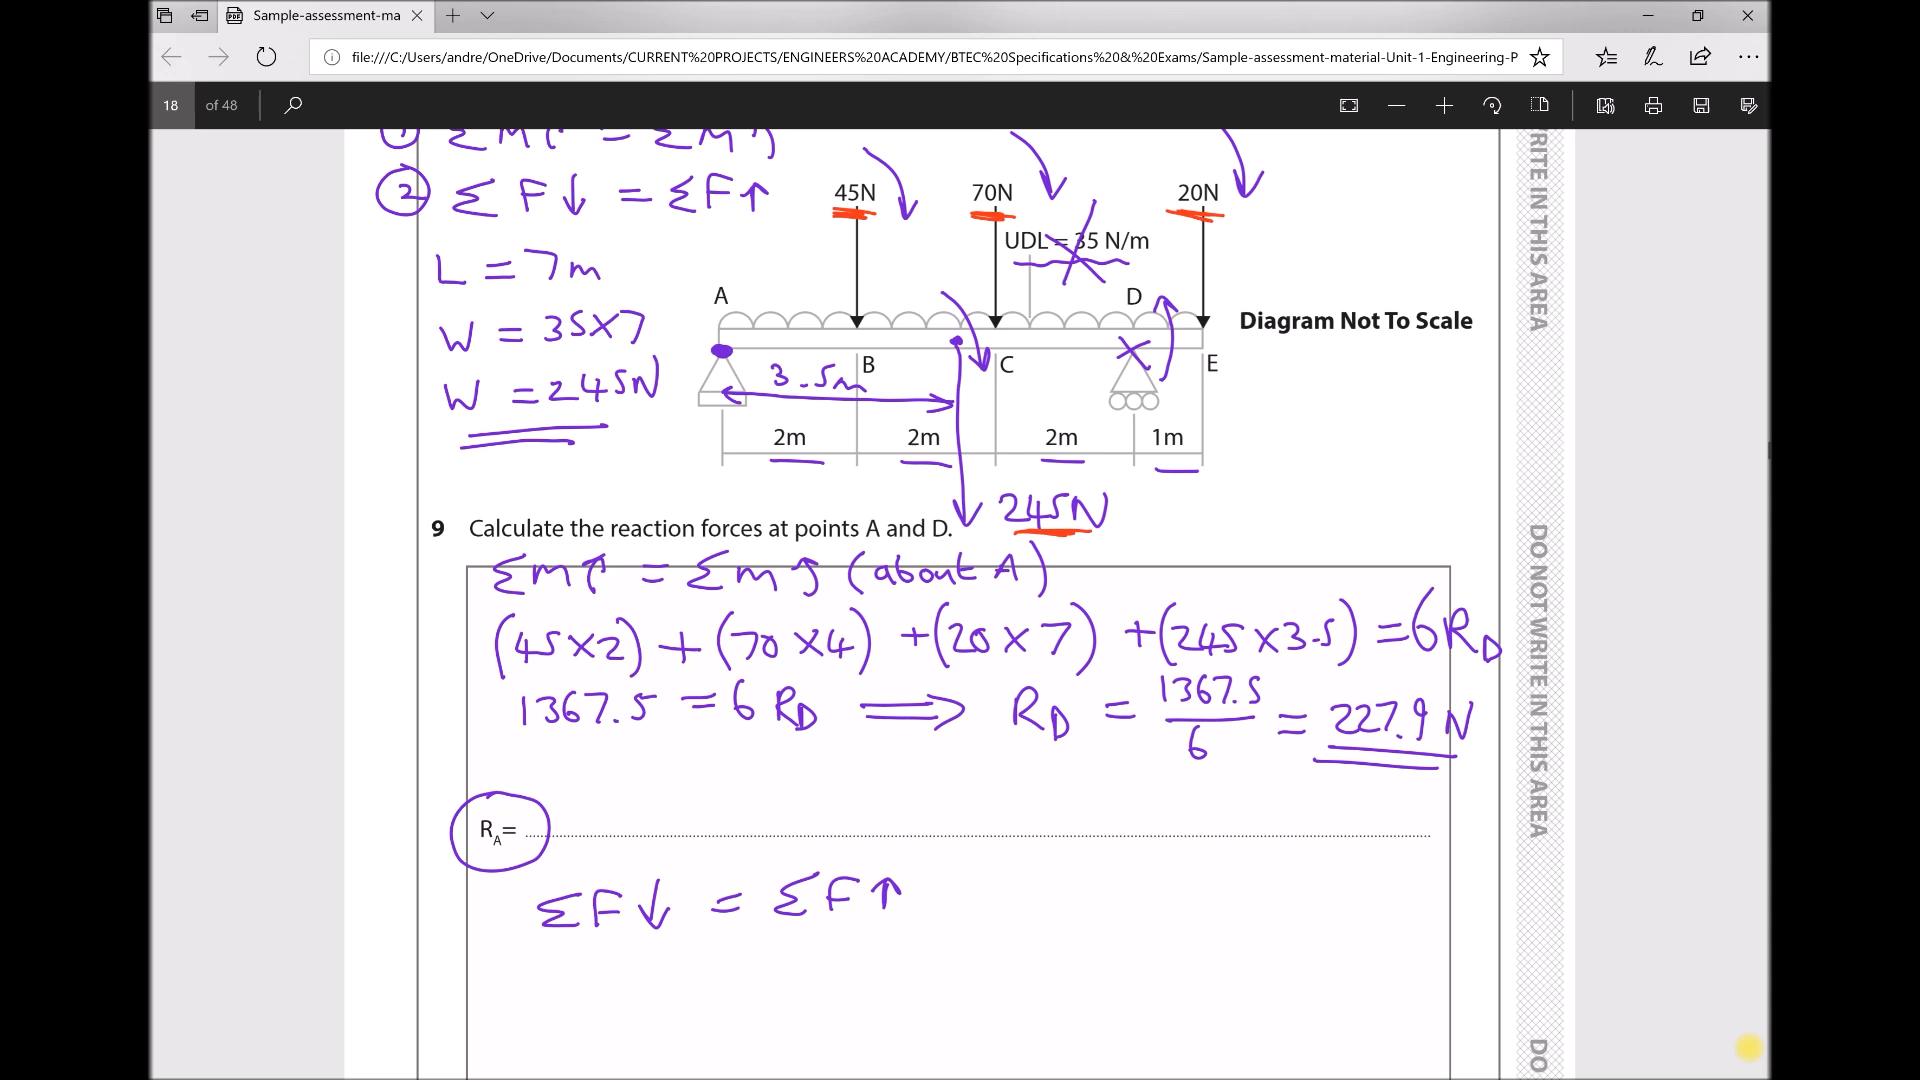 Sample-assessment-ma
file:///C:/Users/andre/OneDrive/Documents/CURRENT%20PROJECTS/ENGINEERS%20ACADEMY/BTEC%20Specifications%20&%20Exams/Sample-assessment-material-Unit-1-Engineering-P
18 of 48
① ΣM = ΣM
② ΣF↓ = ΣF↑
45N 70N 20N
UDL = 35 N/m
L = 7m
A D
W = 35×7
Diagram Not To Scale
B C E
3.5m
W = 245N
2m 2m 2m 1m
245N
9 Calculate the reaction forces at points A and D.
Σm = Σm (about A)
(45×2) + (70×4) + (20×7) + (245×3.5) = 6R_D
1367.5 = 6 R_D ⟹ R_D = 1367.5/6 = 227.9 N
R_A=
ΣF↓ = ΣF↑
RITE IN THIS AREA
DO NOT WRITE IN THIS AREA
DO